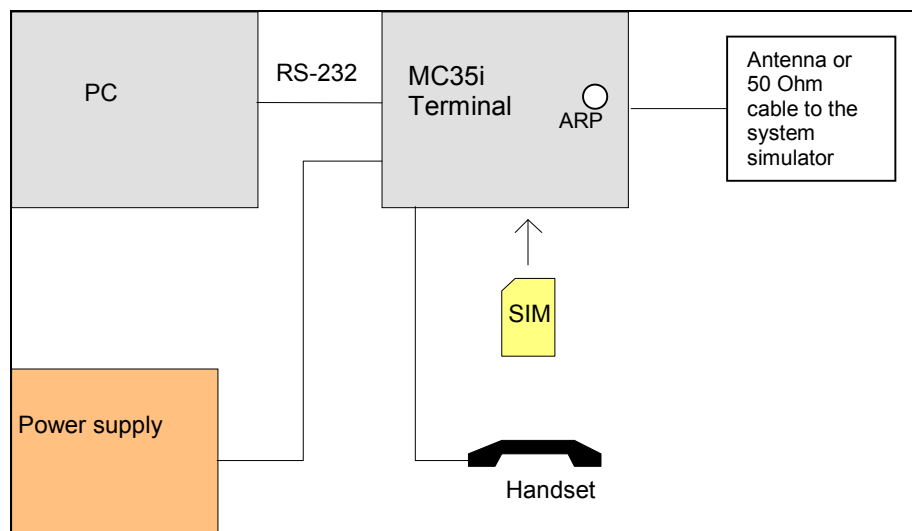 PC
RS-232
MC35i
Terminal
ARP
Antenna or
50 Ohm
cable to the
system
simulator
SIM
Power supply
Handset